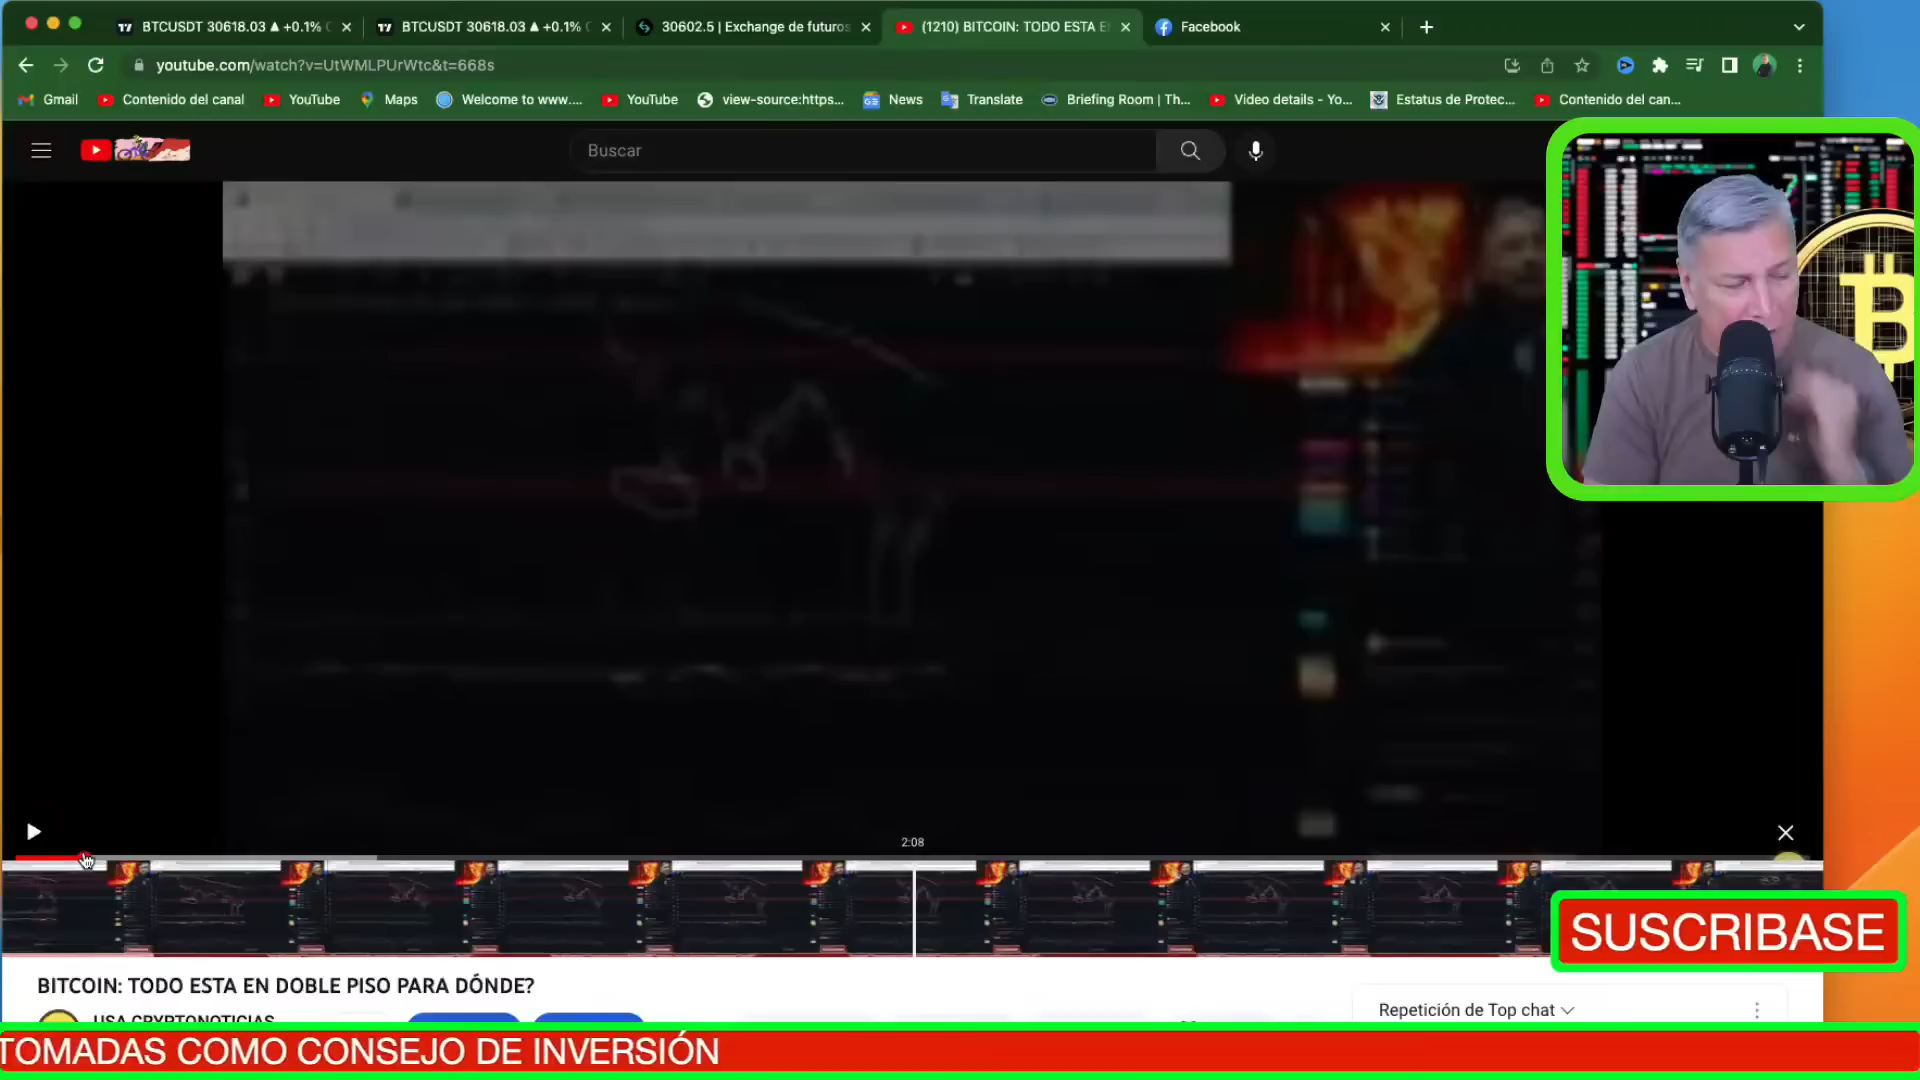 BTCUSDT 30618.03 ▲ +0.1%
BTCUSDT 30618.03 ▲ +0.1%
30602.5 | Exchange de futuros
(1210) BITCOIN: TODO ESTA E
Facebook
youtube.com/watch?v=UtWMLPUrWtc&t=668s
Gmail
Contenido del canal
YouTube
Maps
Welcome to www....
YouTube
view-source:https...
News
Translate
Briefing Room | Th...
Video details - Yo...
Estatus de Protec...
Contenido del can...
Buscar
2:08
SUSCRIBASE
BITCOIN: TODO ESTA EN DOBLE PISO PARA DÓNDE?
USA CRYPTONOTICIAS
Repetición de Top chat
TOMADAS COMO CONSEJO DE INVERSIÓN